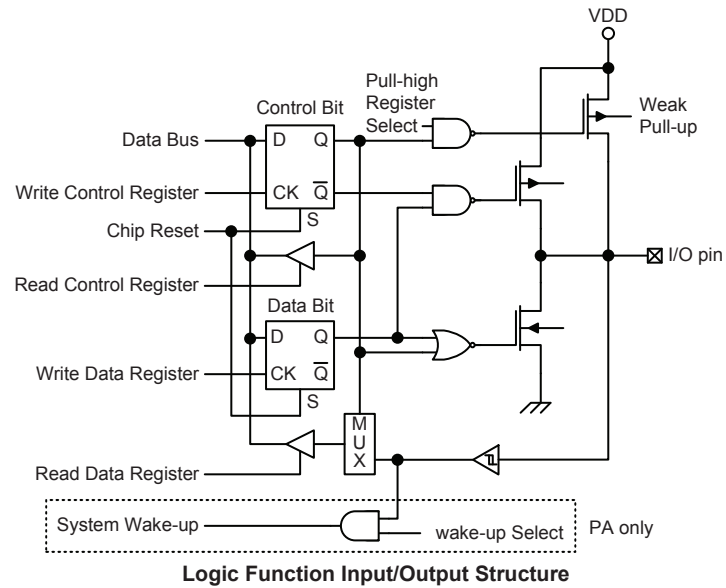 VDD
Pull-high
Register
Select
Weak
Pull-up
Control Bit
Data Bus
D
Q
Write Control Register
CK
Q
S
Chip Reset
I/O pin
Read Control Register
Data Bit
D
Q
Write Data Register
CK
Q
S
M
U
X
Read Data Register
System Wake-up
wake-up Select
PA only
Logic Function Input/Output Structure